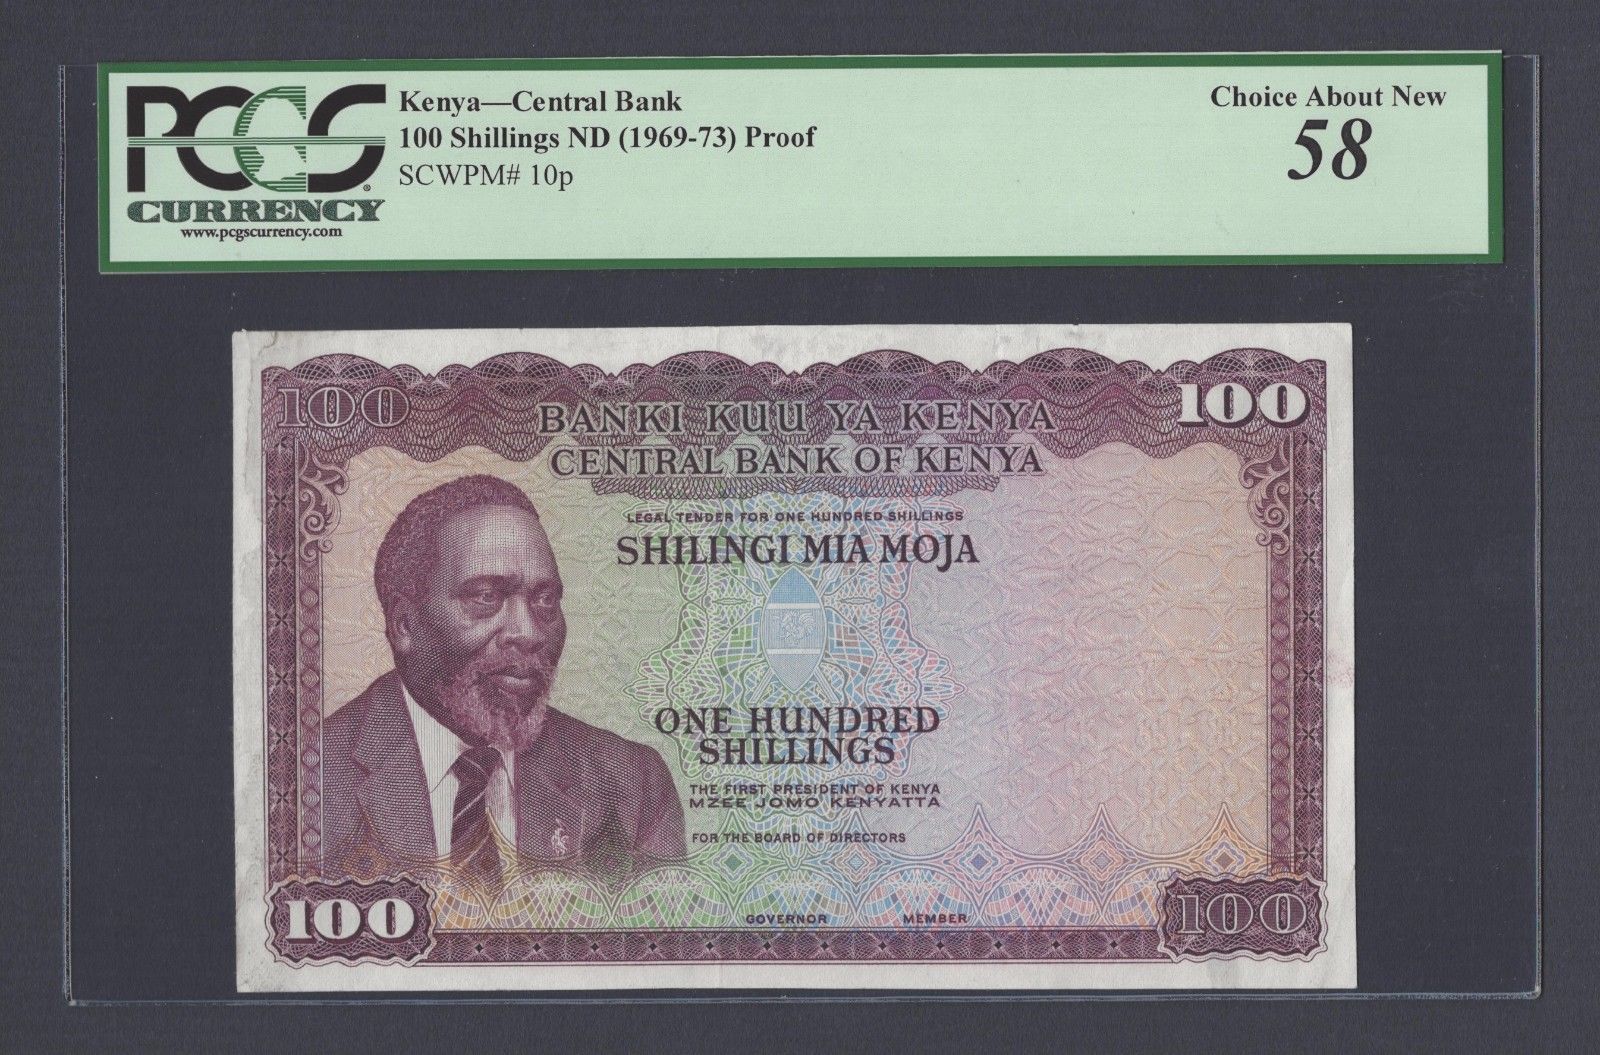 PCGS
CURRENCY
www.pcgscurrency.com
Kenya—Central Bank
100 Shillings ND (1969-73) Proof
SCWPM# 10p
Choice About New
58
100
100
BANKI KUU YA KENYA
CENTRAL BANK OF KENYA
LEGAL TENDER FOR ONE HUNDRED SHILLINGS
SHILINGI MIA MOJA
ONE HUNDRED
SHILLINGS
THE FIRST PRESIDENT OF KENYA
MZEE JOMO KENYATTA
FOR THE BOARD OF DIRECTORS
GOVERNOR MEMBER
100
100